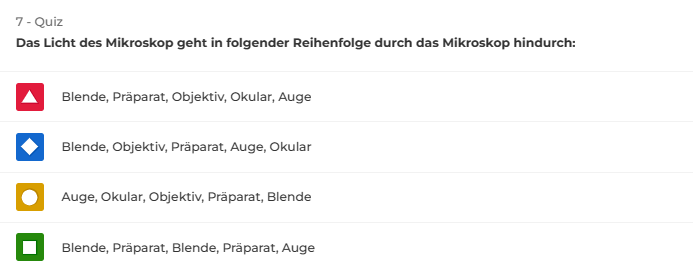 7 - Quiz
Das Licht des Mikroskop geht in folgender Reihenfolge durch das Mikroskop hindurch:
Blende, Präparat, Objektiv, Okular, Auge
Blende, Objektiv, Präparat, Auge, Okular
Auge, Okular, Objektiv, Präparat, Blende
Blende, Präparat, Blende, Präparat, Auge